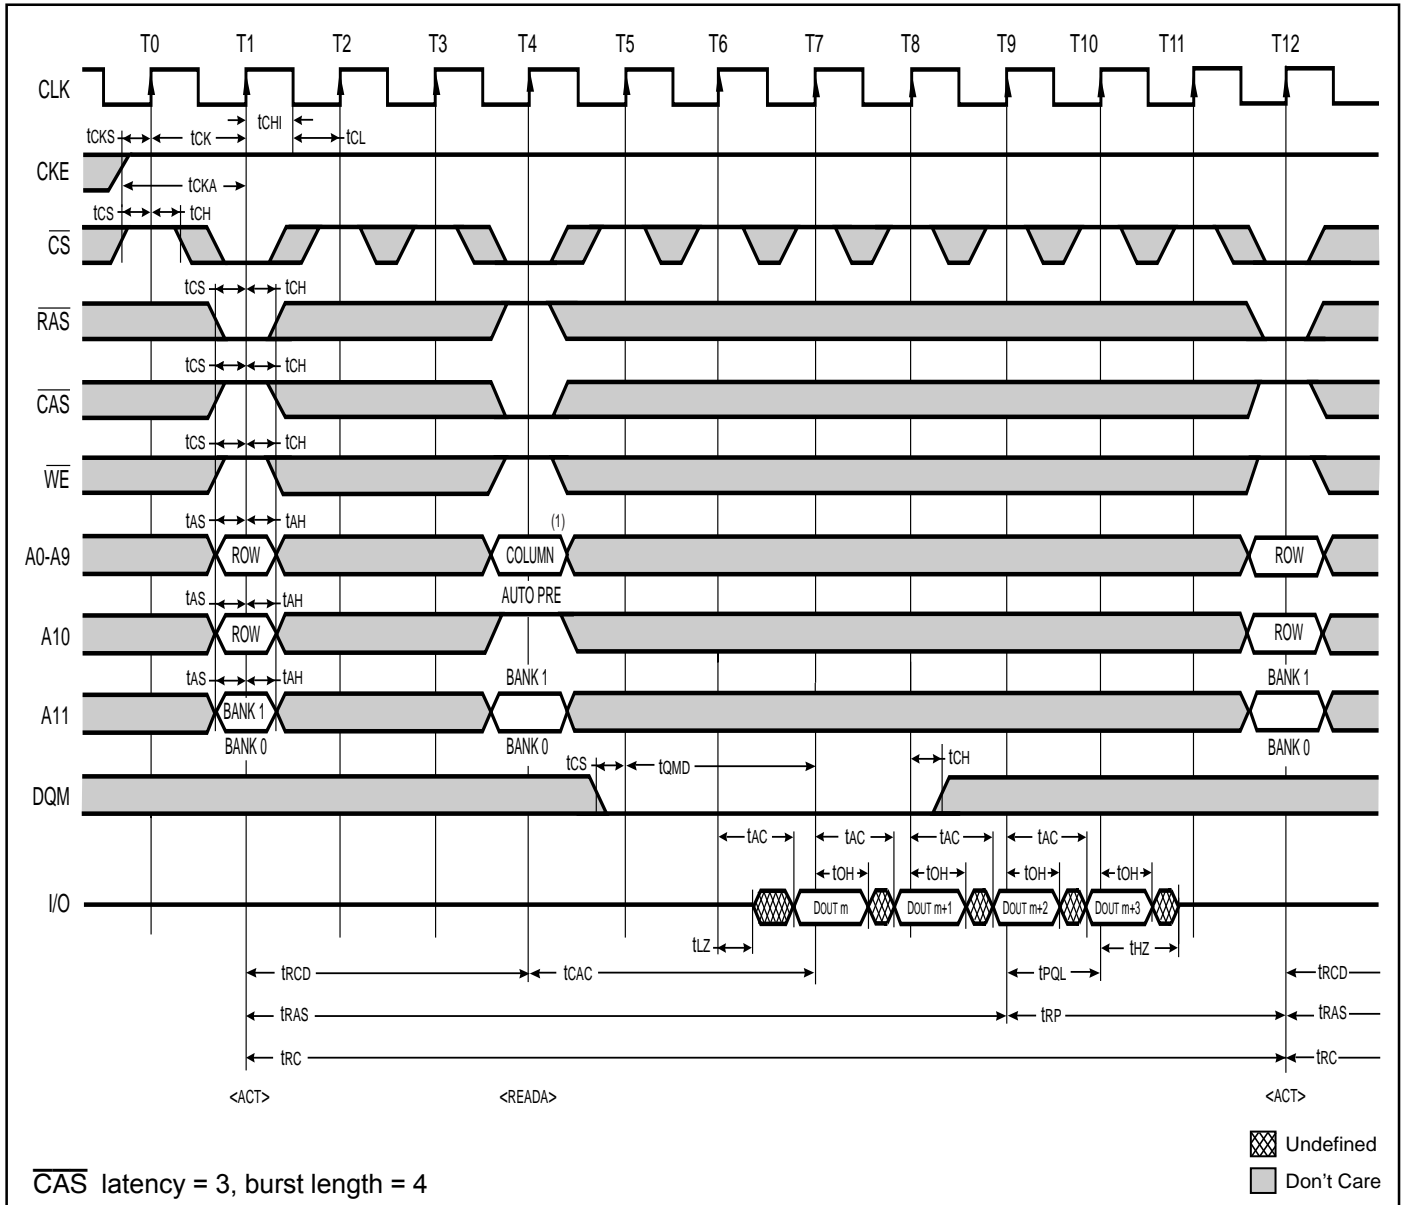 T0 T1 T2 T3 T4 T5 T6 T7 T8 T9 T10 T11 T12
CLK
tCHI
tCKS tCK tCL
CKE
tCKA
tCS tCH
CS
tCS tCH
RAS
tCS tCH
CAS
tCS tCH
WE
tAS tAH (1)
A0-A9 ROW COLUMN ROW
tAS tAH AUTO PRE
A10 ROW ROW
tAS tAH BANK 1 BANK 1
A11 BANK 1
BANK 0 BANK 0 BANK 0
tCS tQMD tCH
DQM
tAC tAC tAC tAC
tOH tOH tOH tOH
I/O DOUT m DOUT m+1 DOUT m+2 DOUT m+3
tLZ tHZ
tRCD tCAC tPQL tRCD
tRAS tRP tRAS
tRC tRC
<ACT> <READA> <ACT>
Undefined
CAS latency = 3, burst length = 4
Don't Care